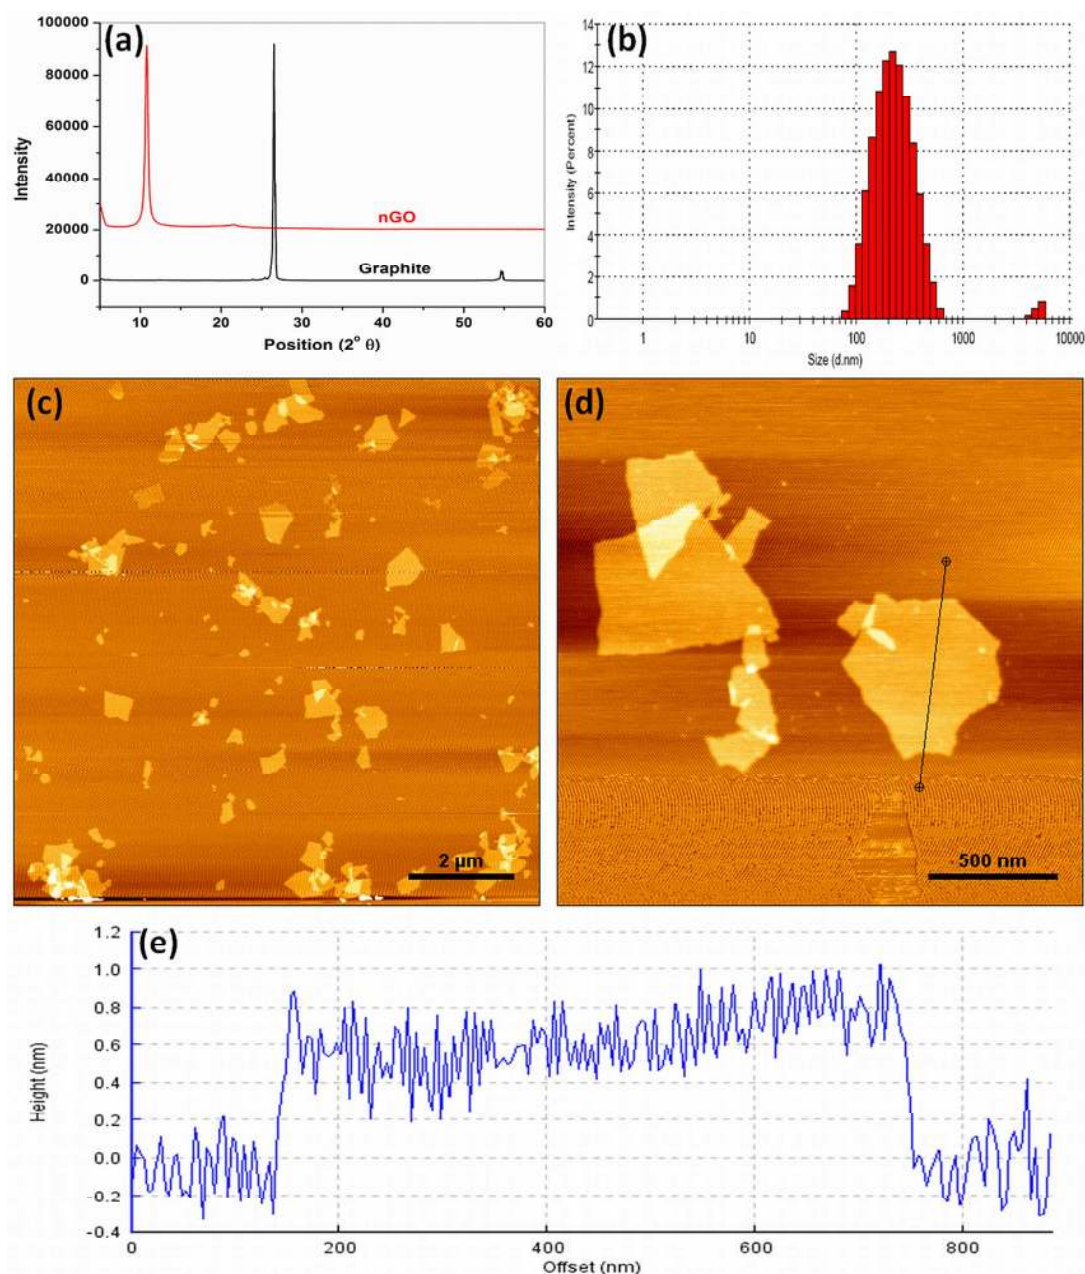 (a)
Intensity
100000
80000
60000
40000
20000
0
nGO
Graphite
10 20 30 40 50 60
Position (2° θ)
(b)
Intensity (Percent)
14
12
10
8
6
4
2
0
1 10 100 1000 10000
Size (d.nm)
(c)
2 µm
(d)
500 nm
(e)
Height (nm)
1.2
1.0
0.8
0.6
0.4
0.2
0.0
-0.2
-0.4
0 200 400 600 800
Offset (nm)